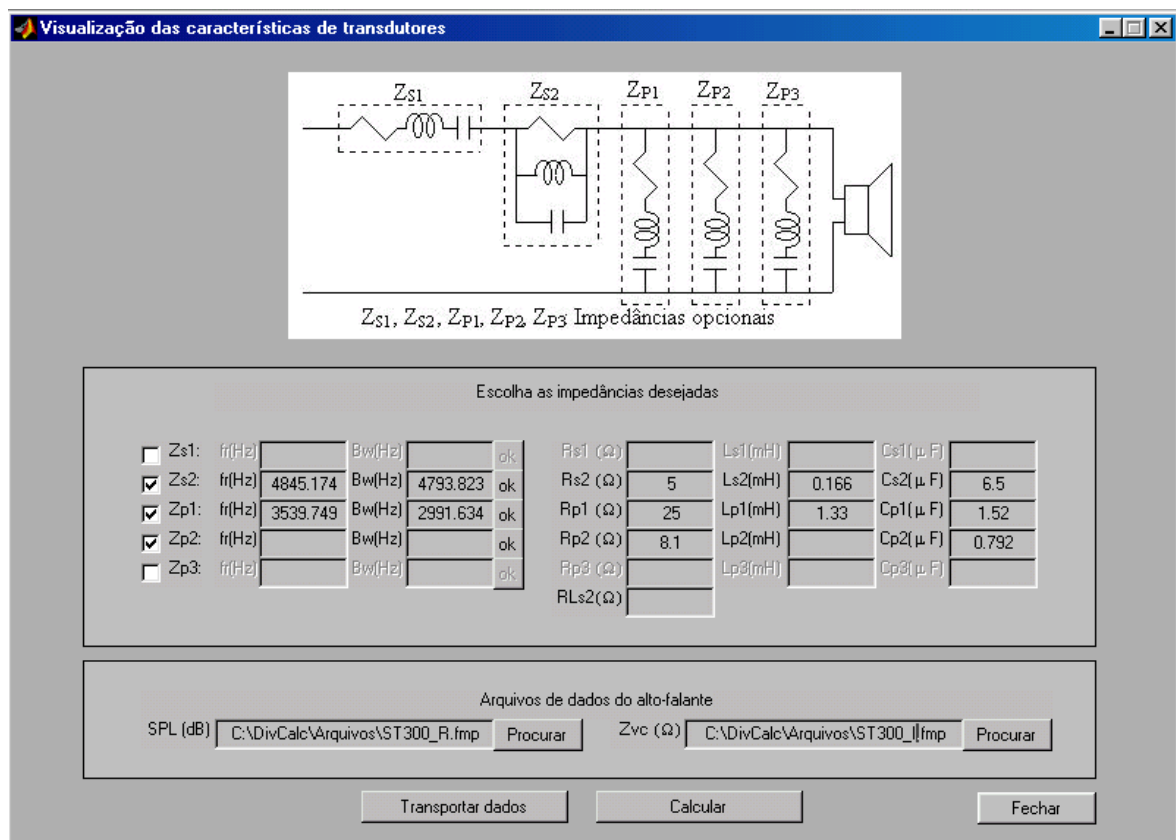 Visualização das características de transdutores
ZS1 ZS2 ZP1 ZP2 ZP3
ZS1, ZS2, ZP1, ZP2, ZP3 Impedâncias opcionais
Escolha as impedâncias desejadas
Zs1: fr(Hz) Bw(Hz) ok Rs1 (Ω) Ls1(mH) Cs1(μ F)
Zs2: fr(Hz) 4845.174 Bw(Hz) 4793.823 ok Rs2 (Ω) 5 Ls2(mH) 0.166 Cs2(μ F) 6.5
Zp1: fr(Hz) 3539.749 Bw(Hz) 2991.634 ok Rp1 (Ω) 25 Lp1(mH) 1.33 Cp1(μ F) 1.52
Zp2: fr(Hz) Bw(Hz) ok Rp2 (Ω) 8.1 Lp2(mH) Cp2(μ F) 0.792
Zp3: fr(Hz) Bw(Hz) ok Rp3 (Ω) Lp3(mH) Cp3(μ F)
RLs2(Ω)
Arquivos de dados do alto-falante
SPL (dB) C:\DivCalc\Arquivos\ST300_R.fmp Procurar Zvc (Ω) C:\DivCalc\Arquivos\ST300_I.fmp Procurar
Transportar dados Calcular Fechar